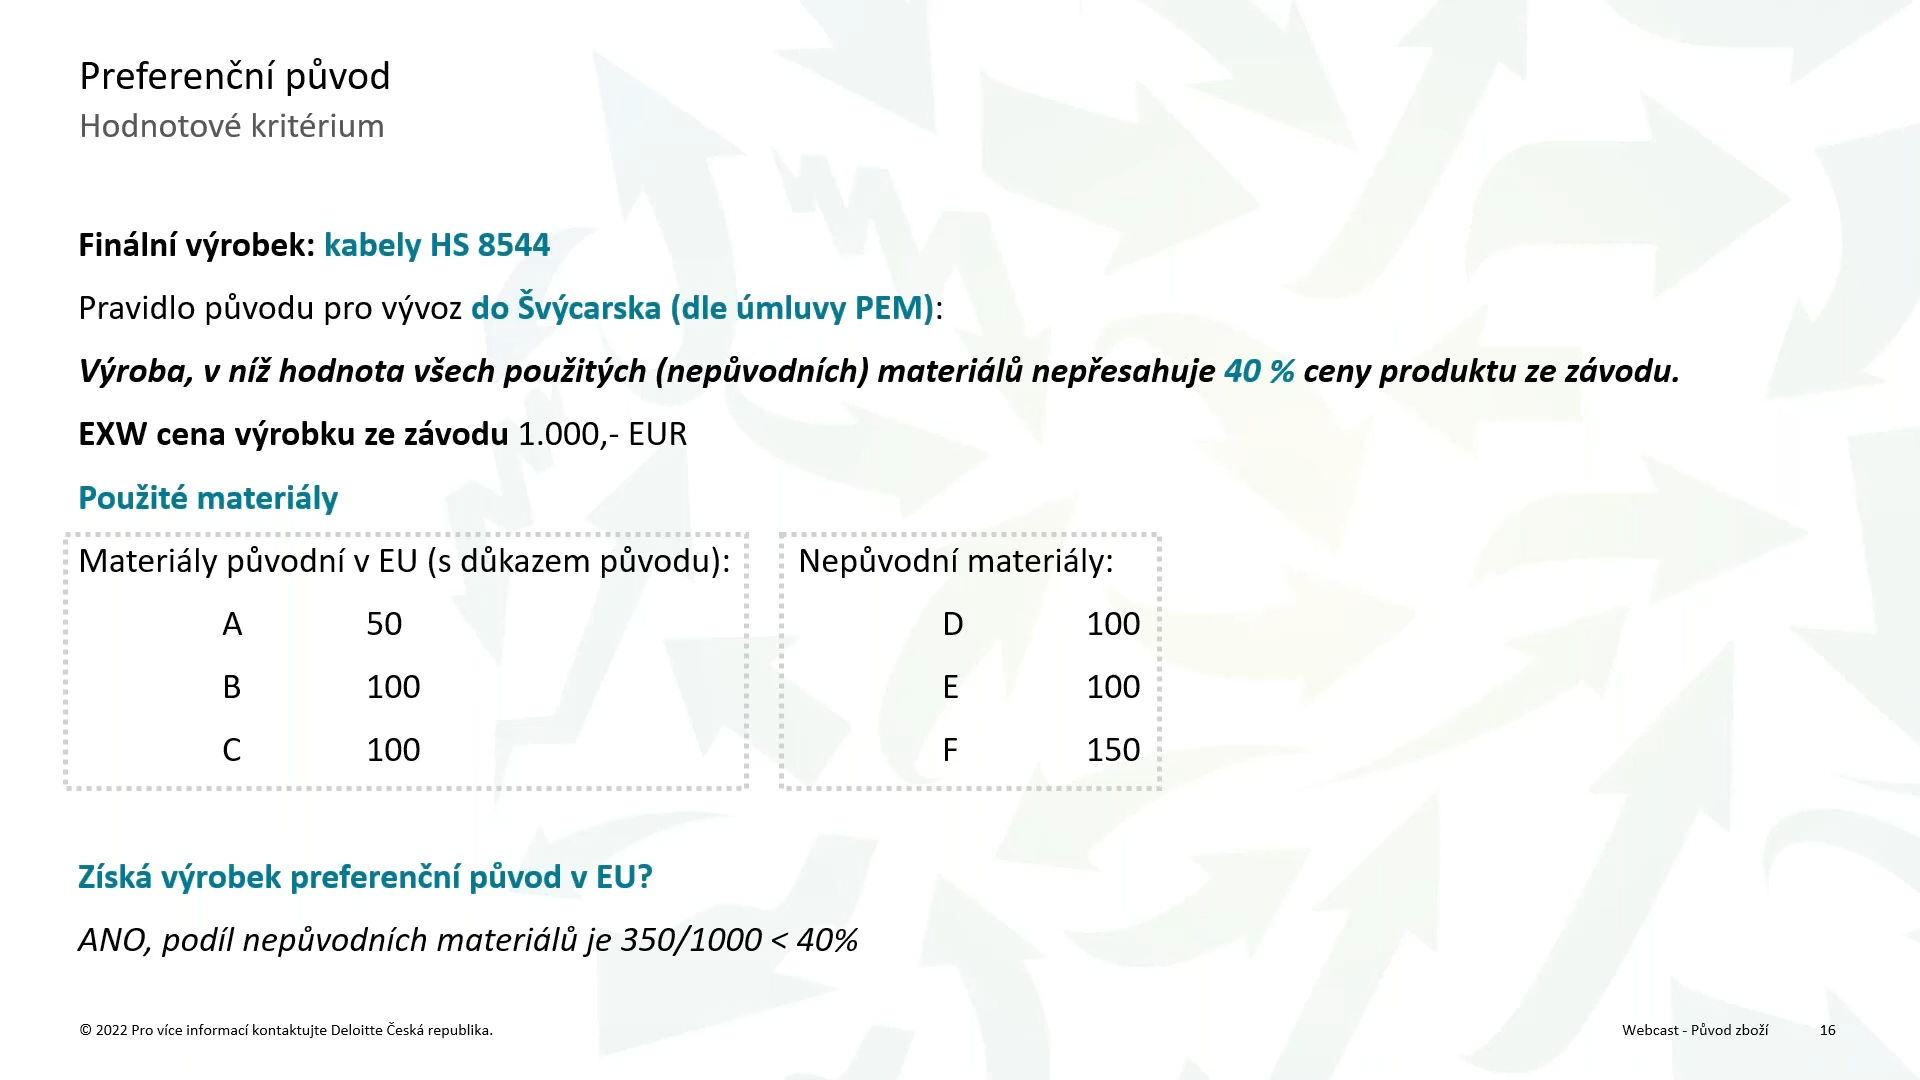 Preferenční původ
Hodnotové kritérium
Finální výrobek: kabely HS 8544
Pravidlo původu pro vývoz do Švýcarska (dle úmluvy PEM):
Výroba, v níž hodnota všech použitých (nepůvodních) materiálů nepřesahuje 40 % ceny produktu ze závodu.
EXW cena výrobku ze závodu 1.000,- EUR
Použité materiály
Materiály původní v EU (s důkazem původu):
A 50
B 100
C 100
Nepůvodní materiály:
D 100
E 100
F 150
Získá výrobek preferenční původ v EU?
ANO, podíl nepůvodních materiálů je 350/1000 < 40%
© 2022 Pro více informací kontaktujte Deloitte Česká republika.
Webcast - Původ zboží 16